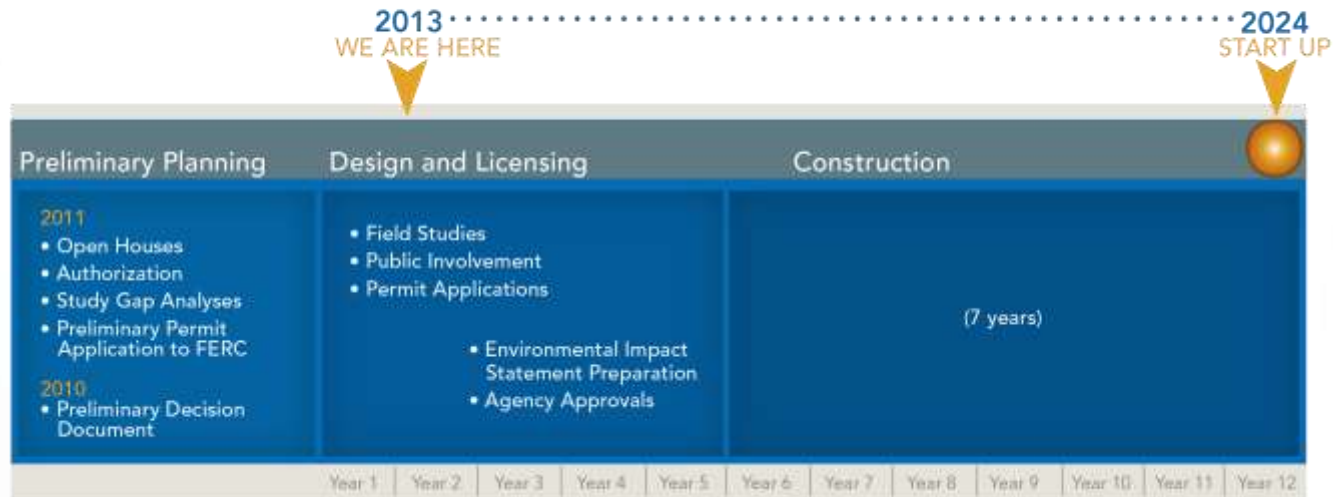 2013
2024
WE ARE HERE
START UP
Preliminary Planning
Design and Licensing
Construction
2011
• Open Houses
• Authorization
• Study Gap Analyses
• Preliminary Permit
Application to FERC
2010
• Preliminary Decision
Document
• Field Studies
• Public Involvement
• Permit Applications
• Environmental Impact
Statement Preparation
• Agency Approvals
(7 years)
Year 1
Year 2
Year 3
Year 4
Year 5
Year 6
Year 7
Year 8
Year 9
Year 10
Year 11
Year 12